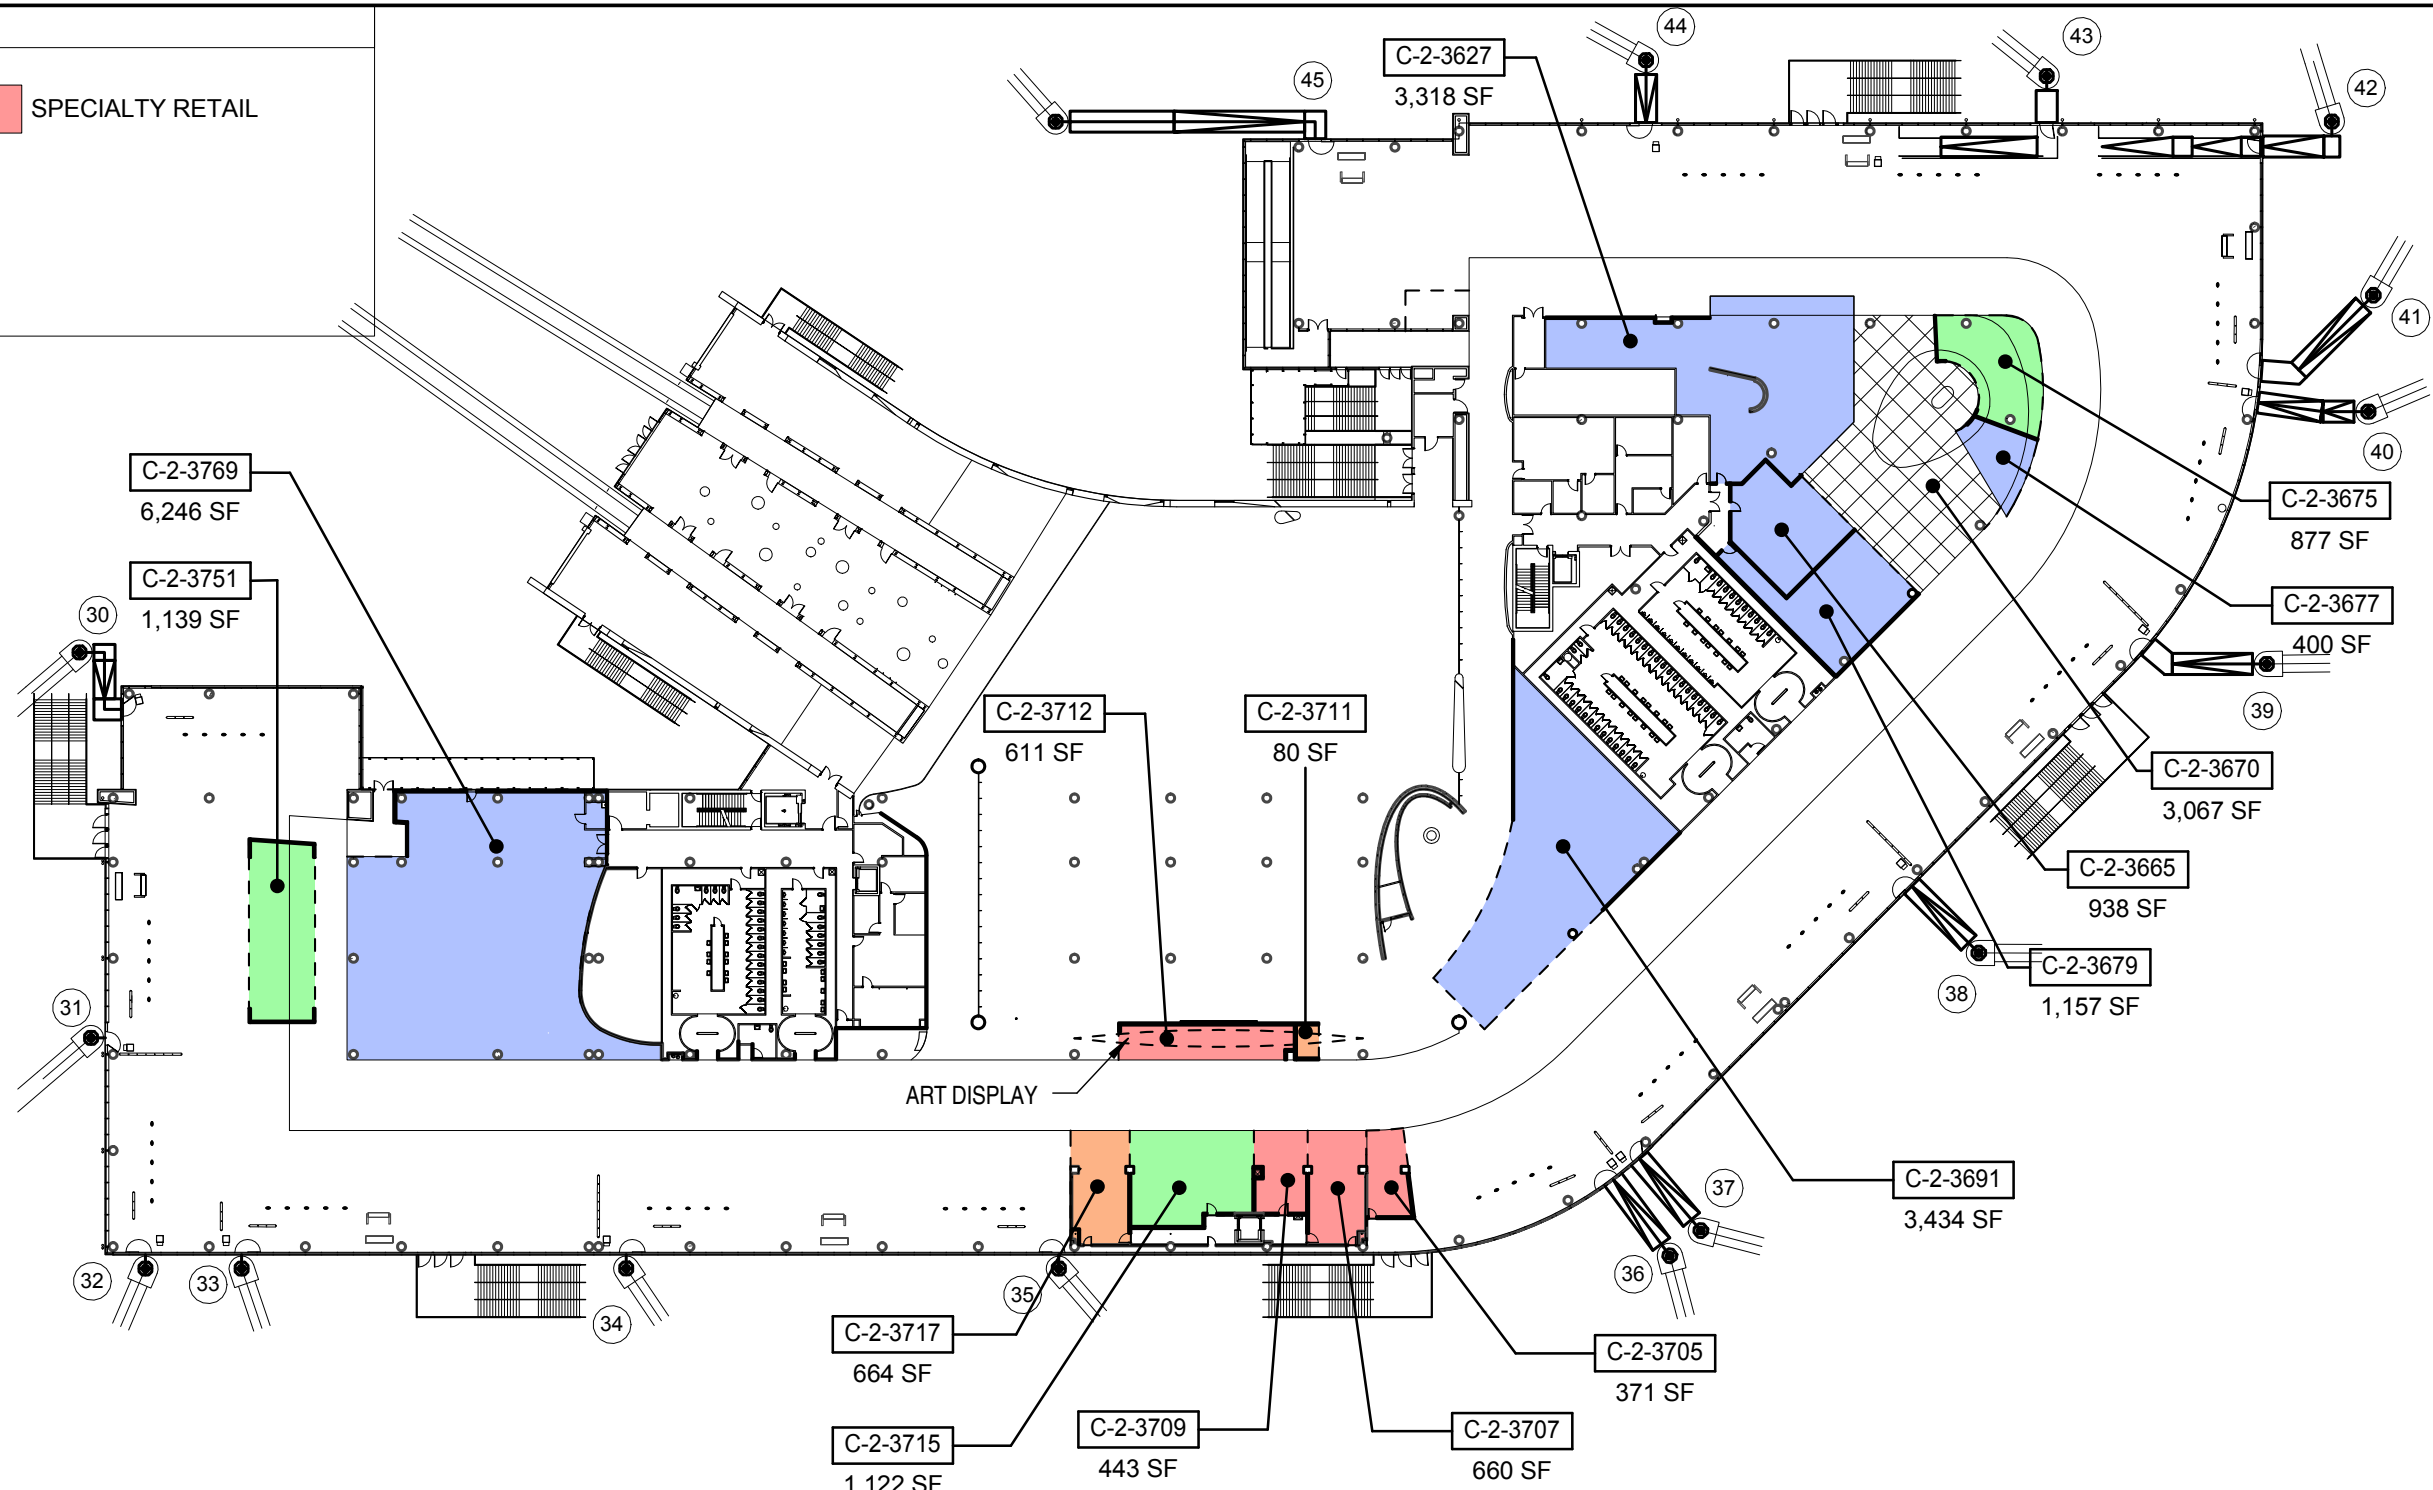 SPECIALTY RETAIL
44
43
42
45
C-2-3627
3,318 SF
41
40
C-2-3769
6,246 SF
C-2-3675
877 SF
C-2-3751
1,139 SF
30
C-2-3677
400 SF
39
C-2-3712
611 SF
C-2-3711
80 SF
C-2-3670
3,067 SF
C-2-3665
938 SF
31
38
C-2-3679
1,157 SF
ART DISPLAY
37
C-2-3691
3,434 SF
36
32
33
34
35
C-2-3717
664 SF
C-2-3705
371 SF
C-2-3715
1,122 SF
C-2-3709
443 SF
C-2-3707
660 SF